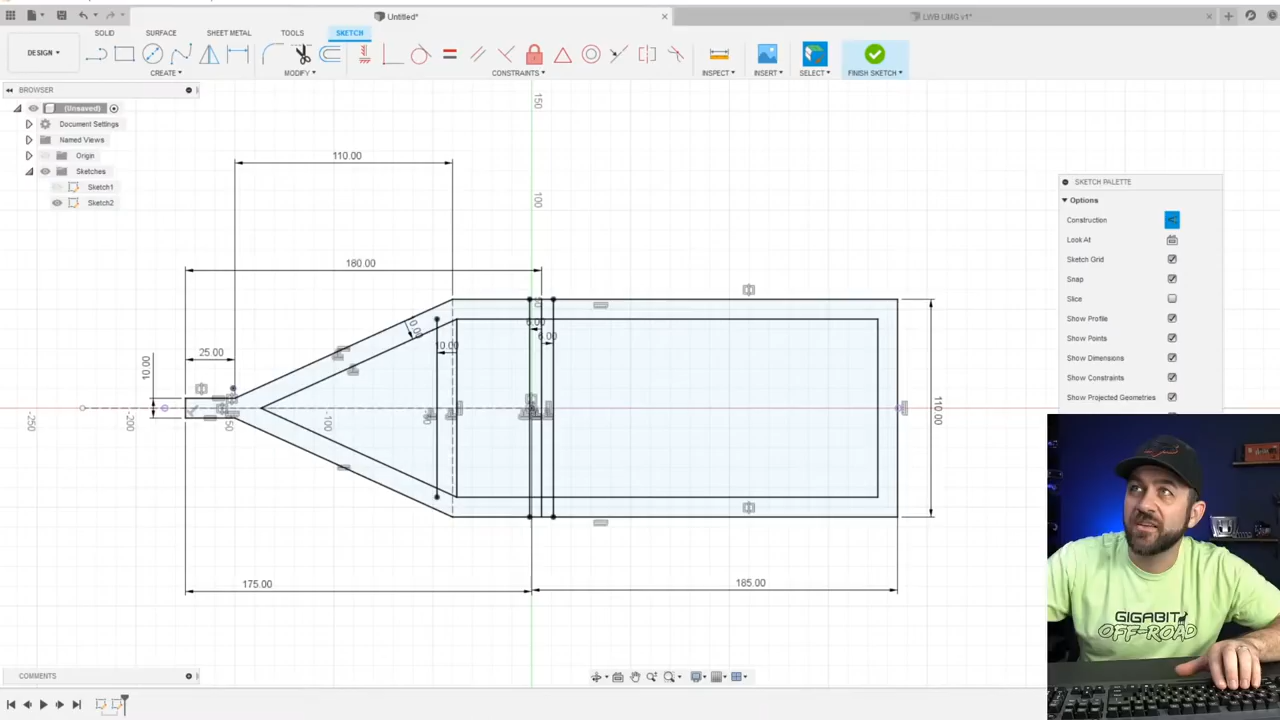 Untitled*
LWB UMG v1*
DESIGN
SOLID
SURFACE
SHEET METAL
TOOLS
SKETCH
CREATE
MODIFY
CONSTRAINTS
INSPECT
INSERT
SELECT
FINISH SKETCH
BROWSER
(Unsaved)
Document Settings
Named Views
Origin
Sketches
Sketch1
Sketch2
150
110.00
100
180.00
6.00
6.00
10.00
25.00
10.00
-250
-200
-100
110.00
175.00
185.00
SKETCH PALETTE
Options
Construction
Look At
Sketch Grid
Snap
Slice
Show Profile
Show Points
Show Dimensions
Show Constraints
Show Projected Geometries
GIGABIT
OFF-ROAD
COMMENTS